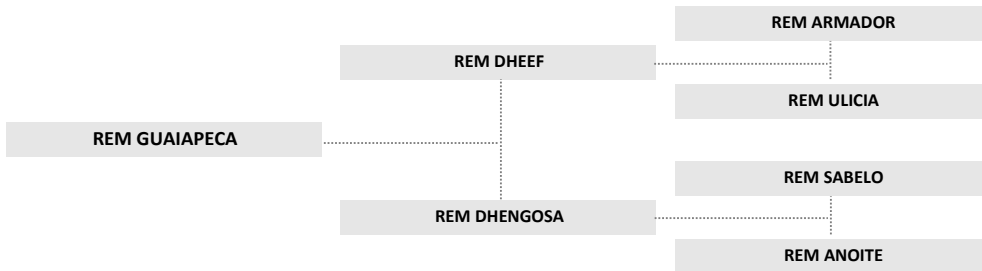 REM ARMADOR
REM DHEEF
REM ULICIA
REM GUAIAPECA
REM SABELO
REM DHENGOSA
REM ANOITE